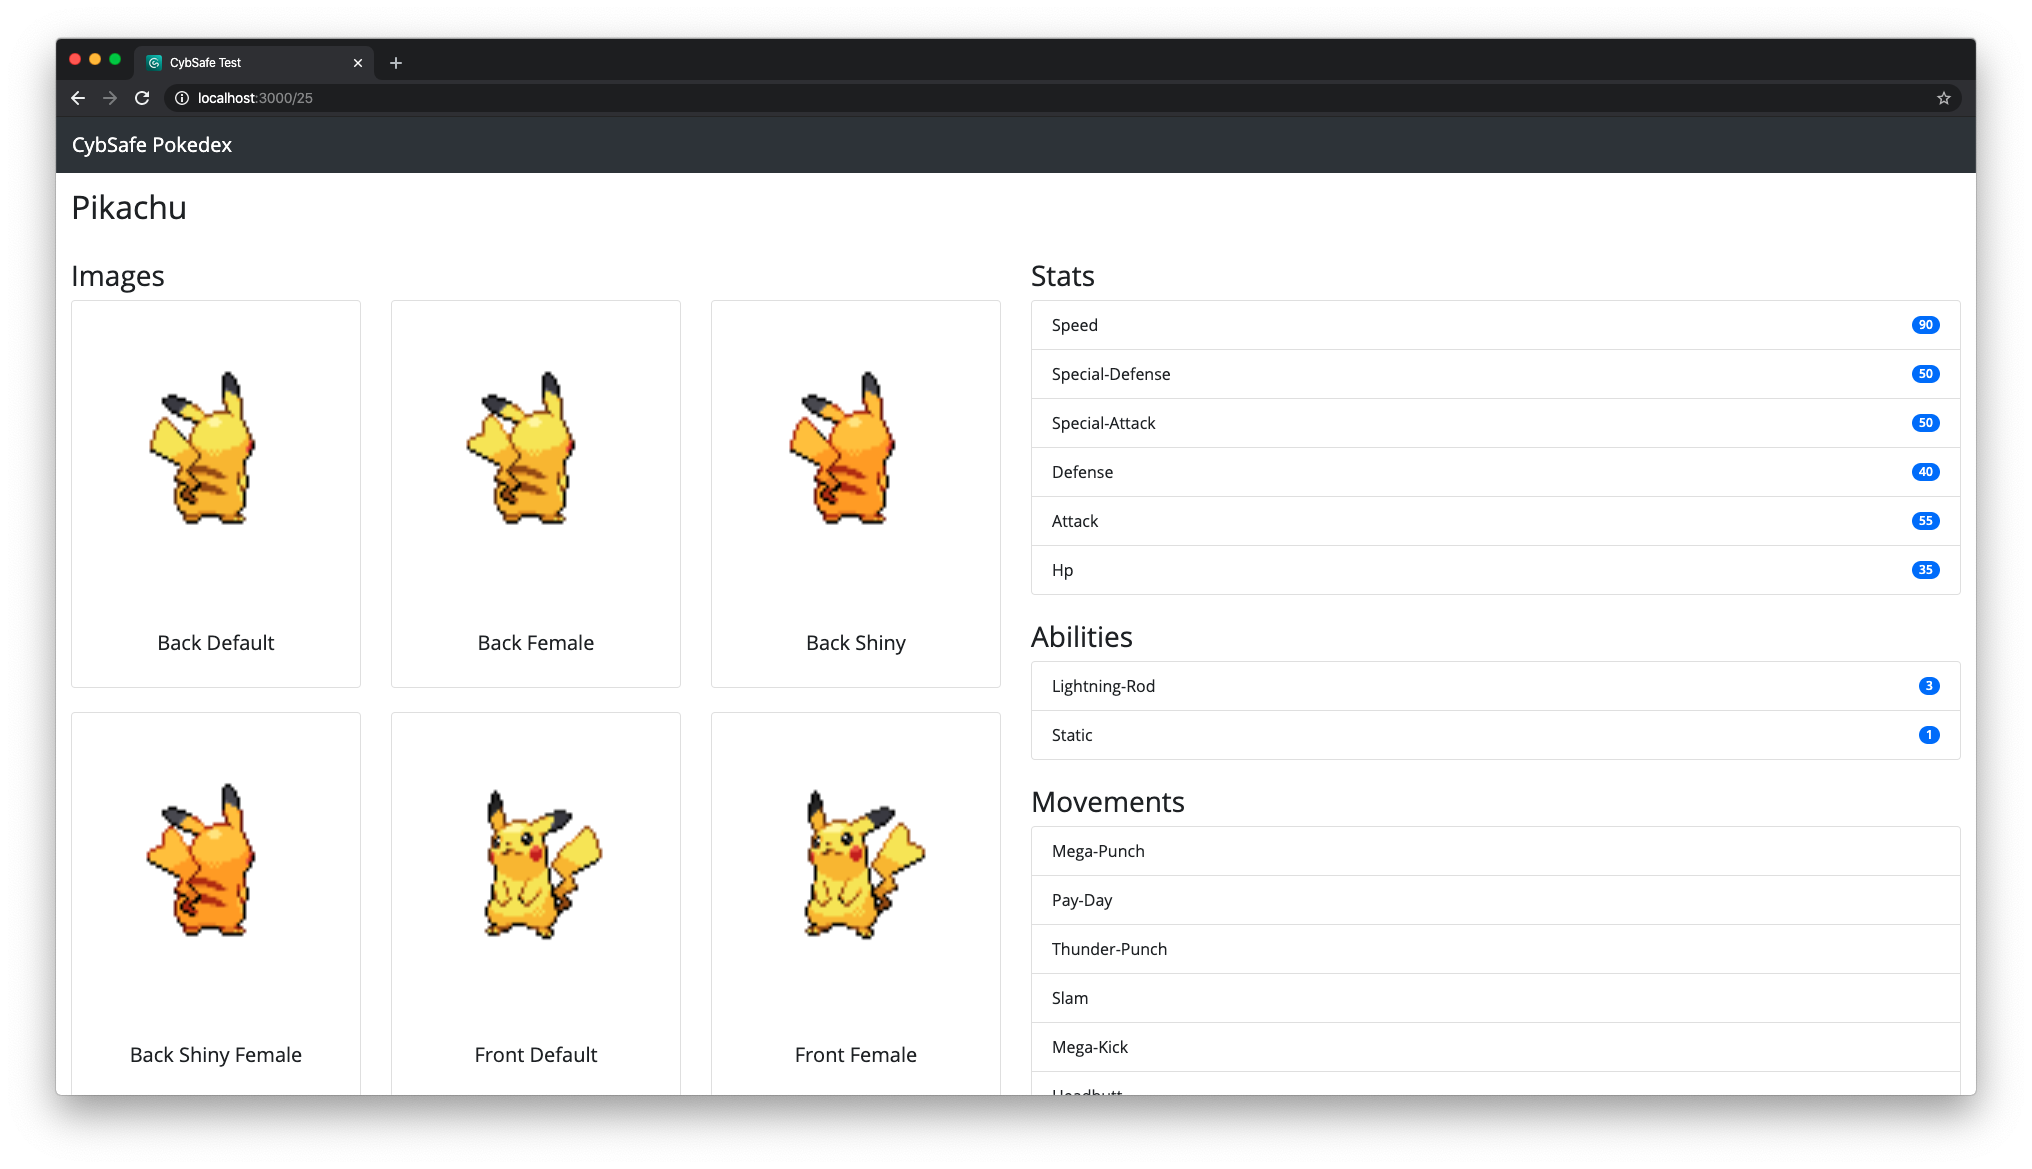 CybSafe Test
localhost:3000/25
CybSafe Pokedex
Pikachu
Images
Back Default
Back Female
Back Shiny
Back Shiny Female
Front Default
Front Female
Stats
Speed 90
Special-Defense 50
Special-Attack 50
Defense 40
Attack 55
Hp 35
Abilities
Lightning-Rod 3
Static 1
Movements
Mega-Punch
Pay-Day
Thunder-Punch
Slam
Mega-Kick
Headbutt